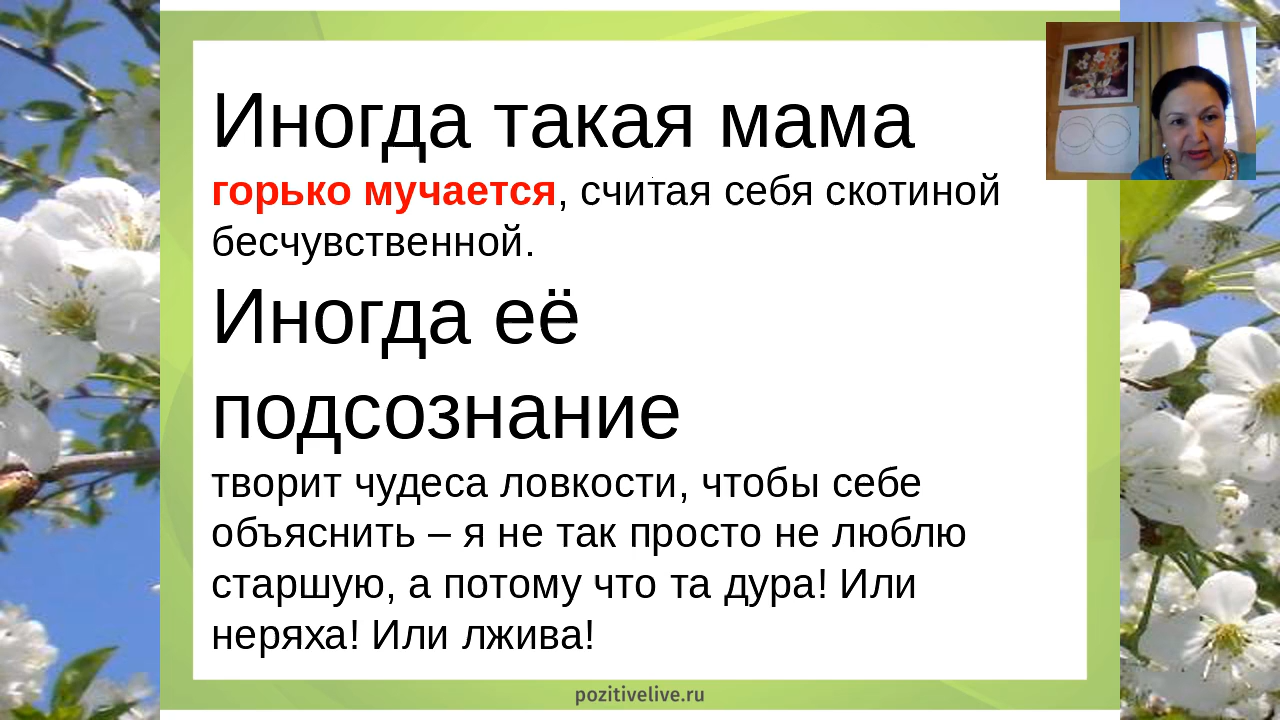 Иногда такая мама
горько мучается, считая себя скотиной
бесчувственной.
Иногда её
подсознание
творит чудеса ловкости, чтобы себе
объяснить – я не так просто не люблю
старшую, а потому что та дура! Или
неряха! Или лжива!
pozitivelive.ru